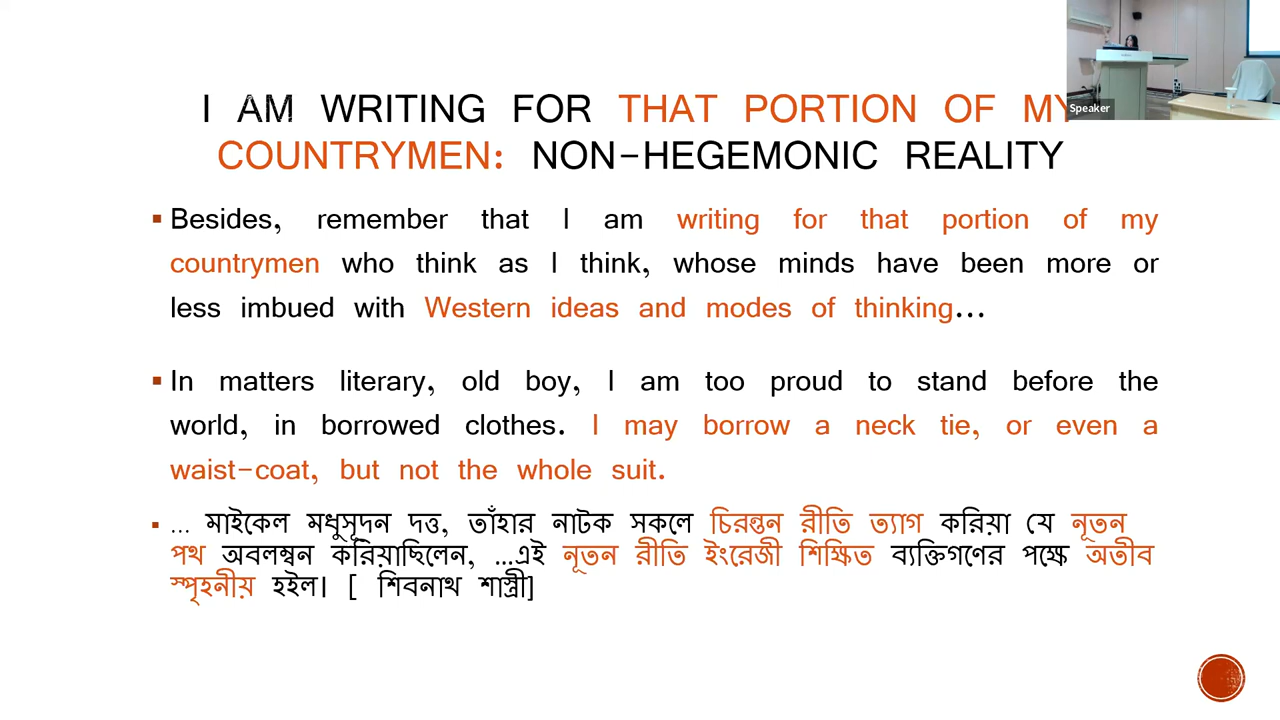 I AM WRITING FOR THAT PORTION OF MY
COUNTRYMEN: NON-HEGEMONIC REALITY
Speaker
▪ Besides, remember that I am writing for that portion of my
countrymen who think as I think, whose minds have been more or
less imbued with Western ideas and modes of thinking...
▪ In matters literary, old boy, I am too proud to stand before the
world, in borrowed clothes. I may borrow a neck tie, or even a
waist-coat, but not the whole suit.
▪ ... মাইকেল মধুসূদন দত্ত, তাঁহার নাটক সকলে চিরন্তন রীতি ত্যাগ করিয়া যে নূতন
পথ অবলম্বন করিয়াছিলেন, ...এই নূতন রীতি ইংরেজী শিক্ষিত ব্যক্তিগণের পক্ষে অতীব
স্পৃহনীয় হইল। [ শিবনাথ শাস্ত্রী]